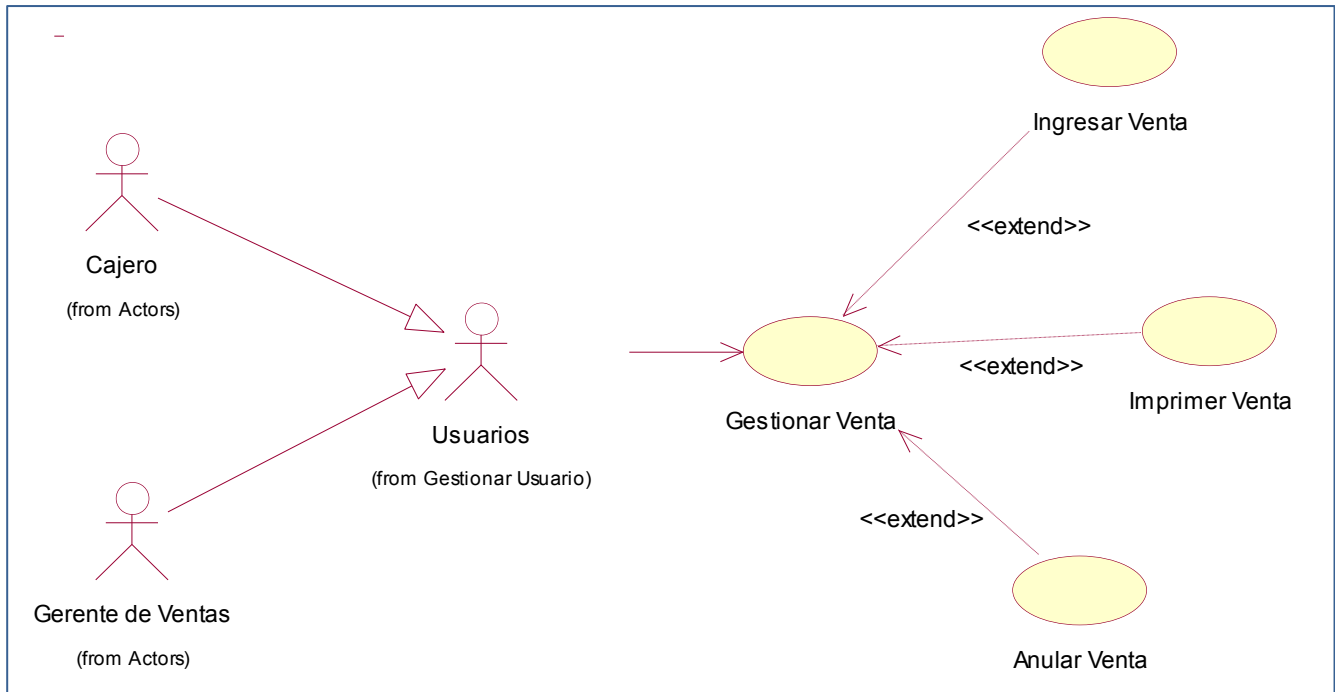 Ingresar Venta
<<extend>>
Cajero
(from Actors)
<<extend>>
Imprimer Venta
Gestionar Venta
Usuarios
(from Gestionar Usuario)
<<extend>>
Gerente de Ventas
(from Actors)
Anular Venta